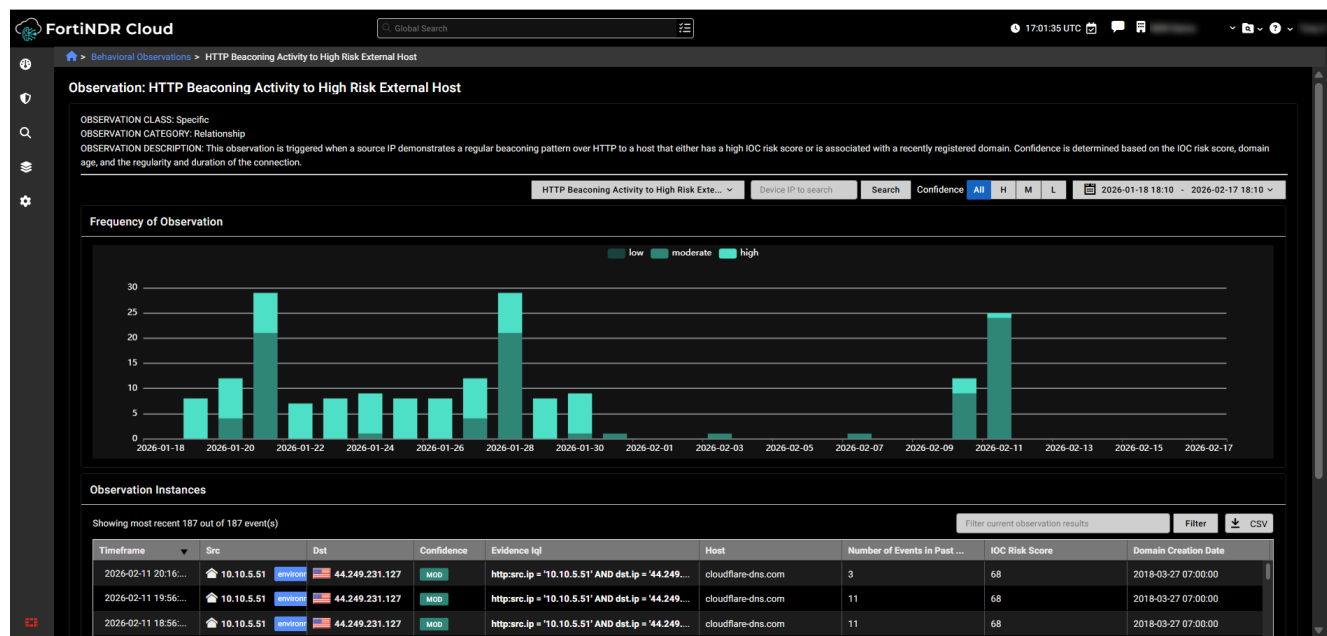 FortiNDR Cloud
Global Search
17:01:35 UTC
> Behavioral Observations > HTTP Beaconing Activity to High Risk External Host
Observation: HTTP Beaconing Activity to High Risk External Host
OBSERVATION CLASS: Specific
OBSERVATION CATEGORY: Relationship
OBSERVATION DESCRIPTION: This observation is triggered when a source IP demonstrates a regular beaconing pattern over HTTP to a host that either has a high IOC risk score or is associated with a recently registered domain. Confidence is determined based on the IOC risk score, domain
age, and the regularity and duration of the connection.
HTTP Beaconing Activity to High Risk Exte... Device IP to search Search Confidence All H M L 2026-01-18 18:10 - 2026-02-17 18:10
Frequency of Observation
low moderate high
30
25
20
15
10
5
0
2026-01-18 2026-01-20 2026-01-22 2026-01-24 2026-01-26 2026-01-28 2026-01-30 2026-02-01 2026-02-03 2026-02-05 2026-02-07 2026-02-09 2026-02-11 2026-02-13 2026-02-15 2026-02-17
Observation Instances
Showing most recent 187 out of 187 event(s) Filter current observation results Filter CSV
Timeframe Src Dst Confidence Evidence Iql Host Number of Events in Past ... IOC Risk Score Domain Creation Date
2026-02-11 20:16:... 10.10.5.51 environ 44.249.231.127 MOD http:src.ip = '10.10.5.51' AND dst.ip = '44.249.... cloudflare-dns.com 3 68 2018-03-27 07:00:00
2026-02-11 19:56:... 10.10.5.51 environ 44.249.231.127 MOD http:src.ip = '10.10.5.51' AND dst.ip = '44.249.... cloudflare-dns.com 11 68 2018-03-27 07:00:00
2026-02-11 18:56:... 10.10.5.51 environ 44.249.231.127 MOD http:src.ip = '10.10.5.51' AND dst.ip = '44.249.... cloudflare-dns.com 11 68 2018-03-27 07:00:00